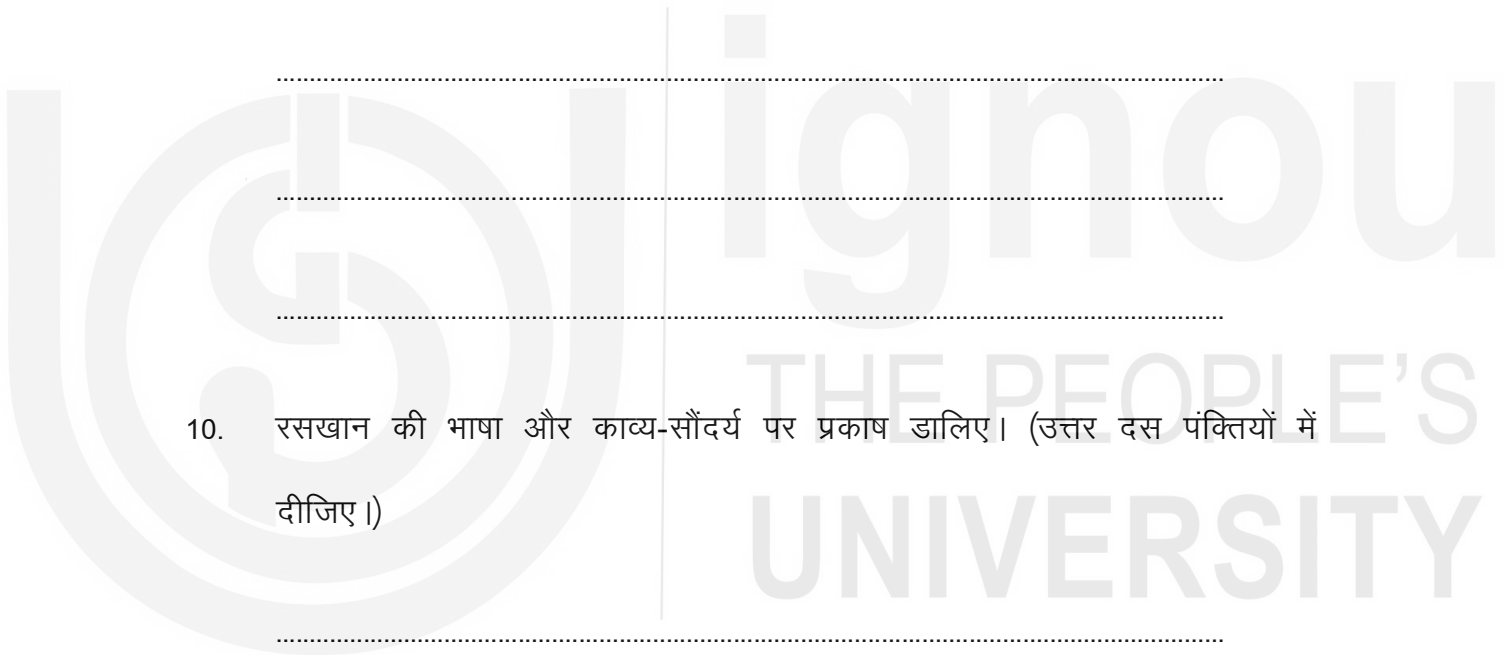 ignou
THE PEOPLE'S
10. रसखान की भाषा और काव्य-सौंदर्य पर प्रकाष डालिए। (उत्तर दस पंक्तियों में
दीजिए।)
UNIVERSITY